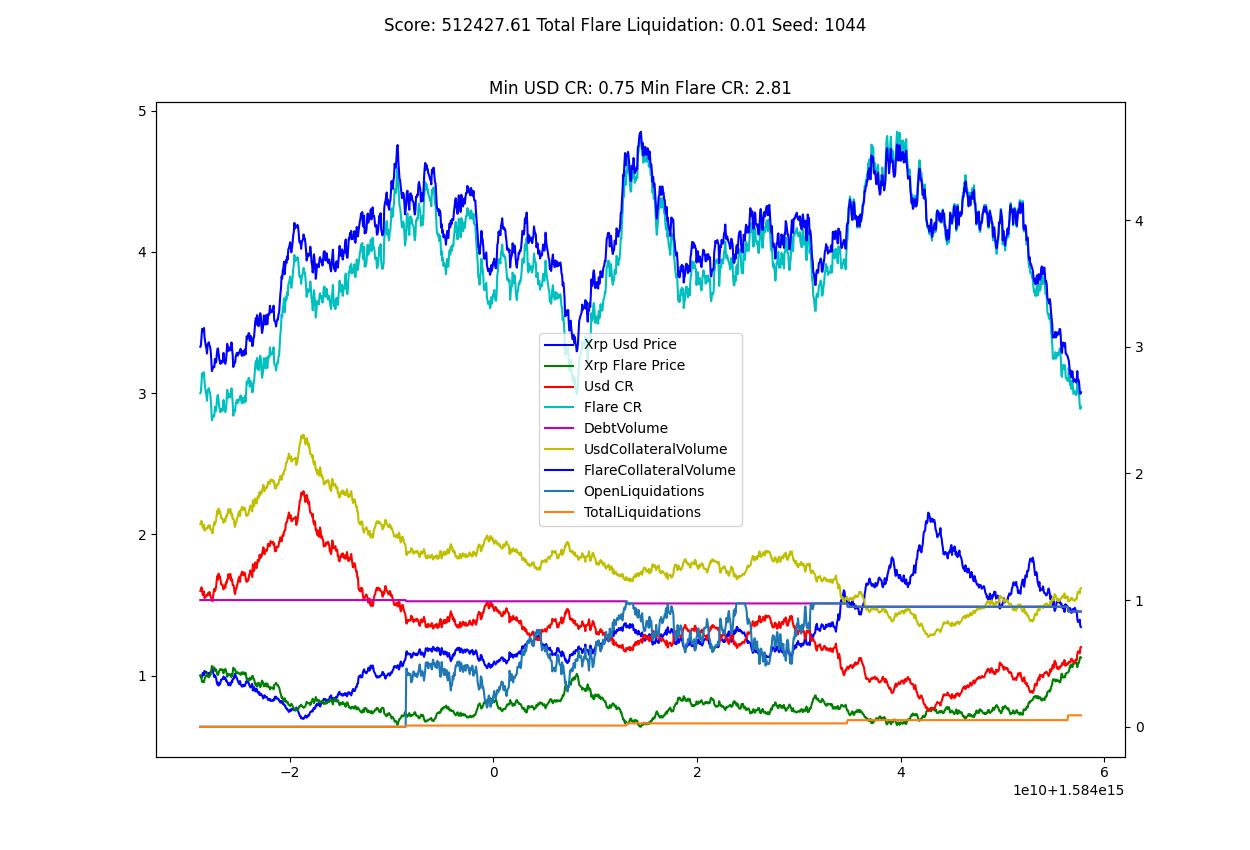 Score: 512427.61 Total Flare Liquidation: 0.01 Seed: 1044
Min USD CR: 0.75 Min Flare CR: 2.81
5
4
3
2
1
4
3
2
1
0
Xrp Usd Price
Xrp Flare Price
Usd CR
Flare CR
DebtVolume
UsdCollateralVolume
FlareCollateralVolume
OpenLiquidations
TotalLiquidations
−2 0 2 4 6
1e10+1.584e15